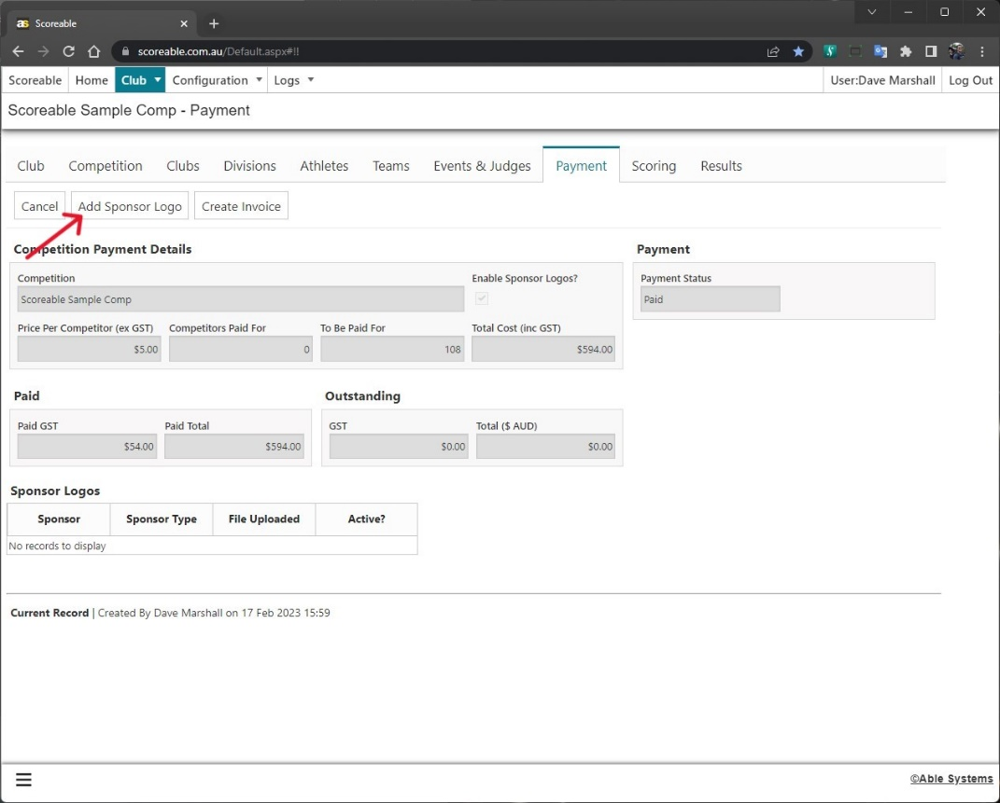 Scoreable
scoreable.com.au/Default.aspx#!!
Scoreable Home Club Configuration Logs User:Dave Marshall Log Out
Scoreable Sample Comp - Payment
Club Competition Clubs Divisions Athletes Teams Events & Judges Payment Scoring Results
Cancel Add Sponsor Logo Create Invoice
Competition Payment Details Payment
Competition Enable Sponsor Logos? Payment Status
Scoreable Sample Comp Paid
Price Per Competitor (ex GST) Competitors Paid For To Be Paid For Total Cost (inc GST)
$5.00 0 108 $594.00
Paid Outstanding
Paid GST Paid Total GST Total ($ AUD)
$54.00 $594.00 $0.00 $0.00
Sponsor Logos
Sponsor Sponsor Type File Uploaded Active?
No records to display
Current Record | Created By Dave Marshall on 17 Feb 2023 15:59
©Able Systems